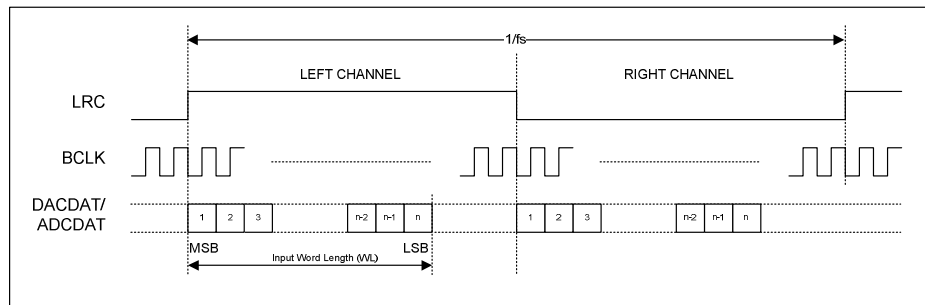 1/fs
LEFT CHANNEL RIGHT CHANNEL
LRC
BCLK
DACDAT/
ADCDAT
1 2 3 n-2 n-1 n 1 2 3 n-2 n-1 n
MSB LSB
Input Word Length (WL)